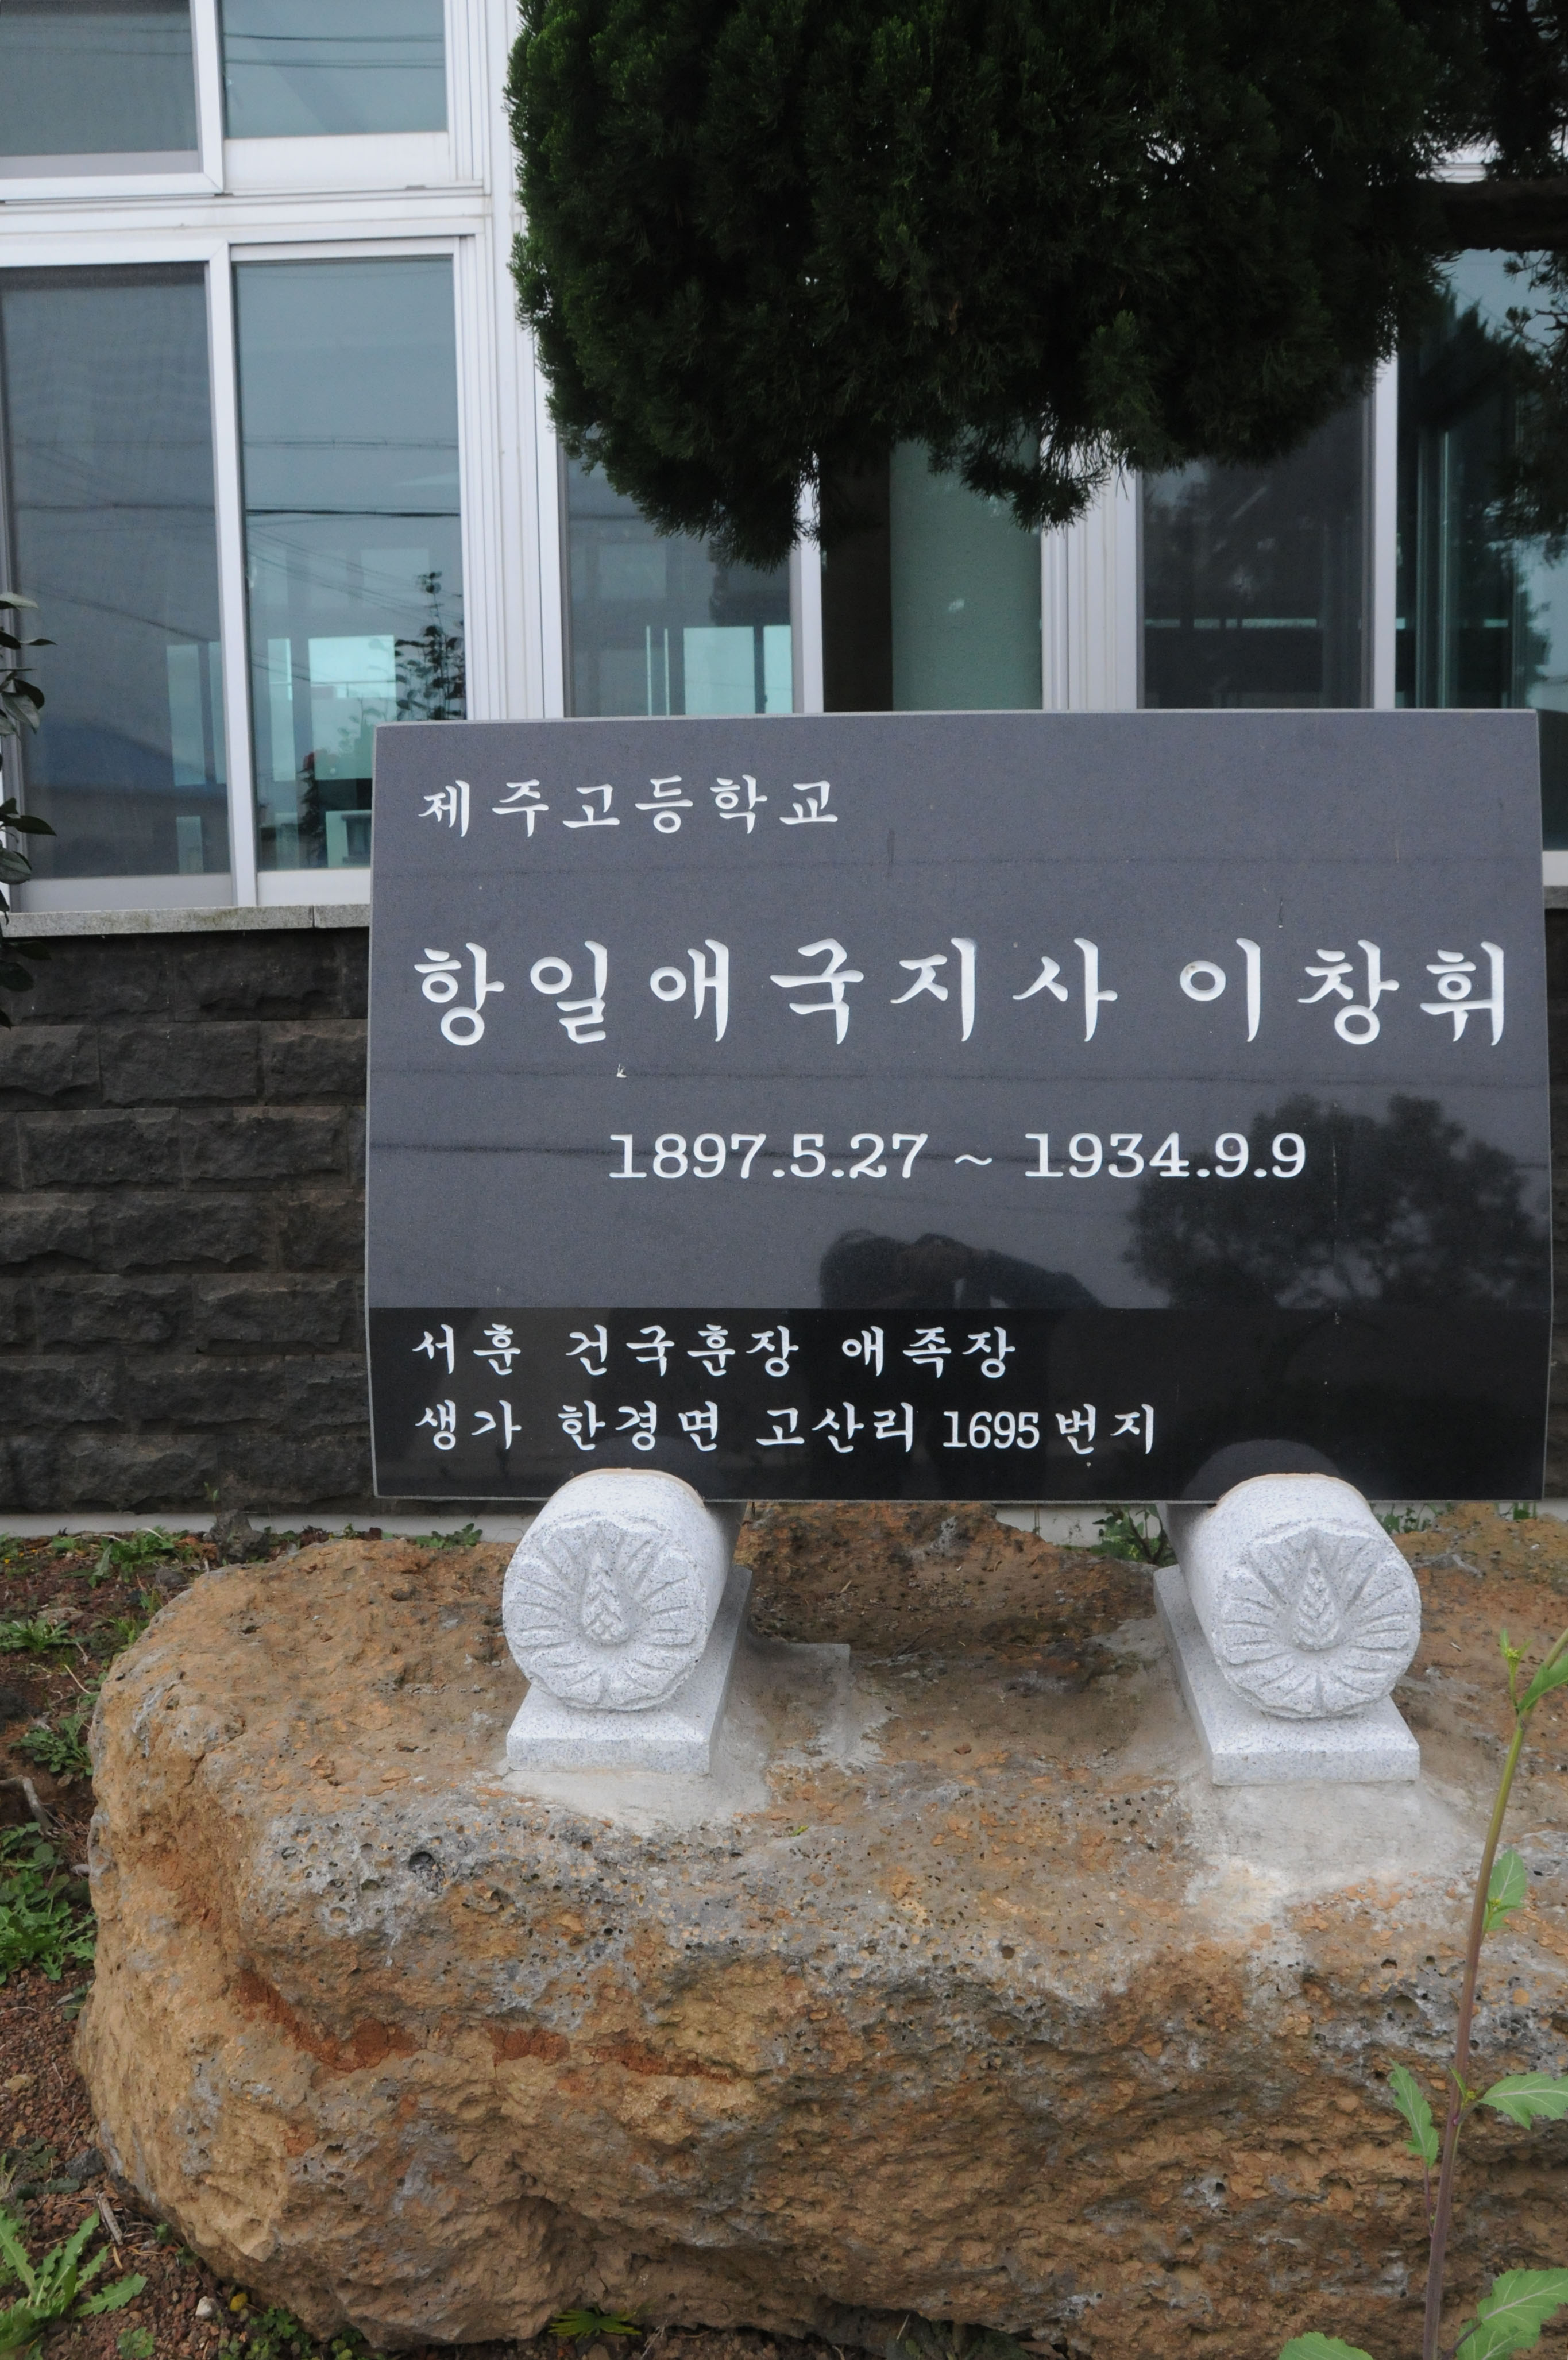 제주고등학교
항일애국지사 이창휘
1897.5.27 ~ 1934.9.9
서훈 건국훈장 애족장
생가 한경면 고산리 1695번지